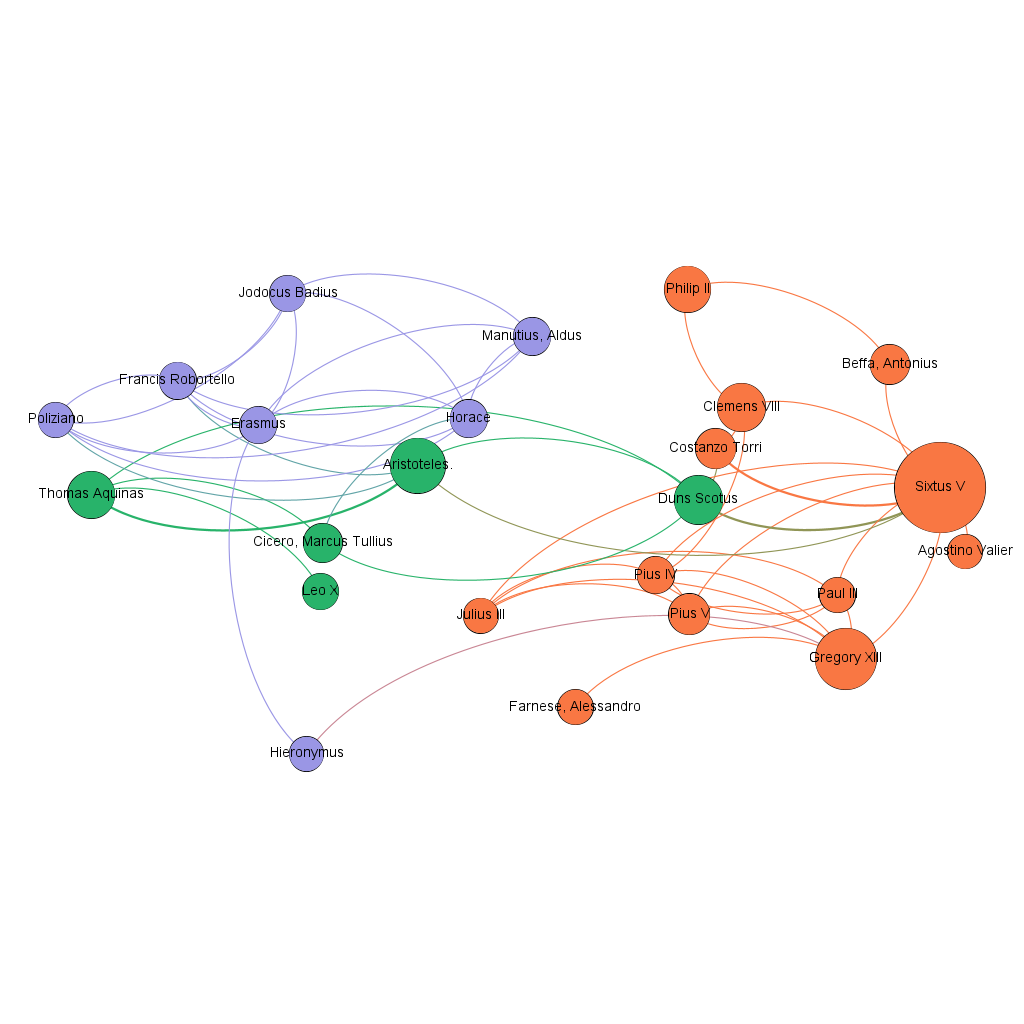 Philip II
Jodocus Badius
Manutius, Aldus
Beffa, Antonius
Francis Robortello
Clemens VIII
Poliziano
Erasmus
Horace
Costanzo Torri
Aristoteles.
Sixtus V
Thomas Aquinas
Duns Scotus
Cicero, Marcus Tullius
Agostino Valier
Pius IV
Leo X
Paul III
Julius III
Pius V
Gregory XIII
Farnese, Alessandro
Hieronymus